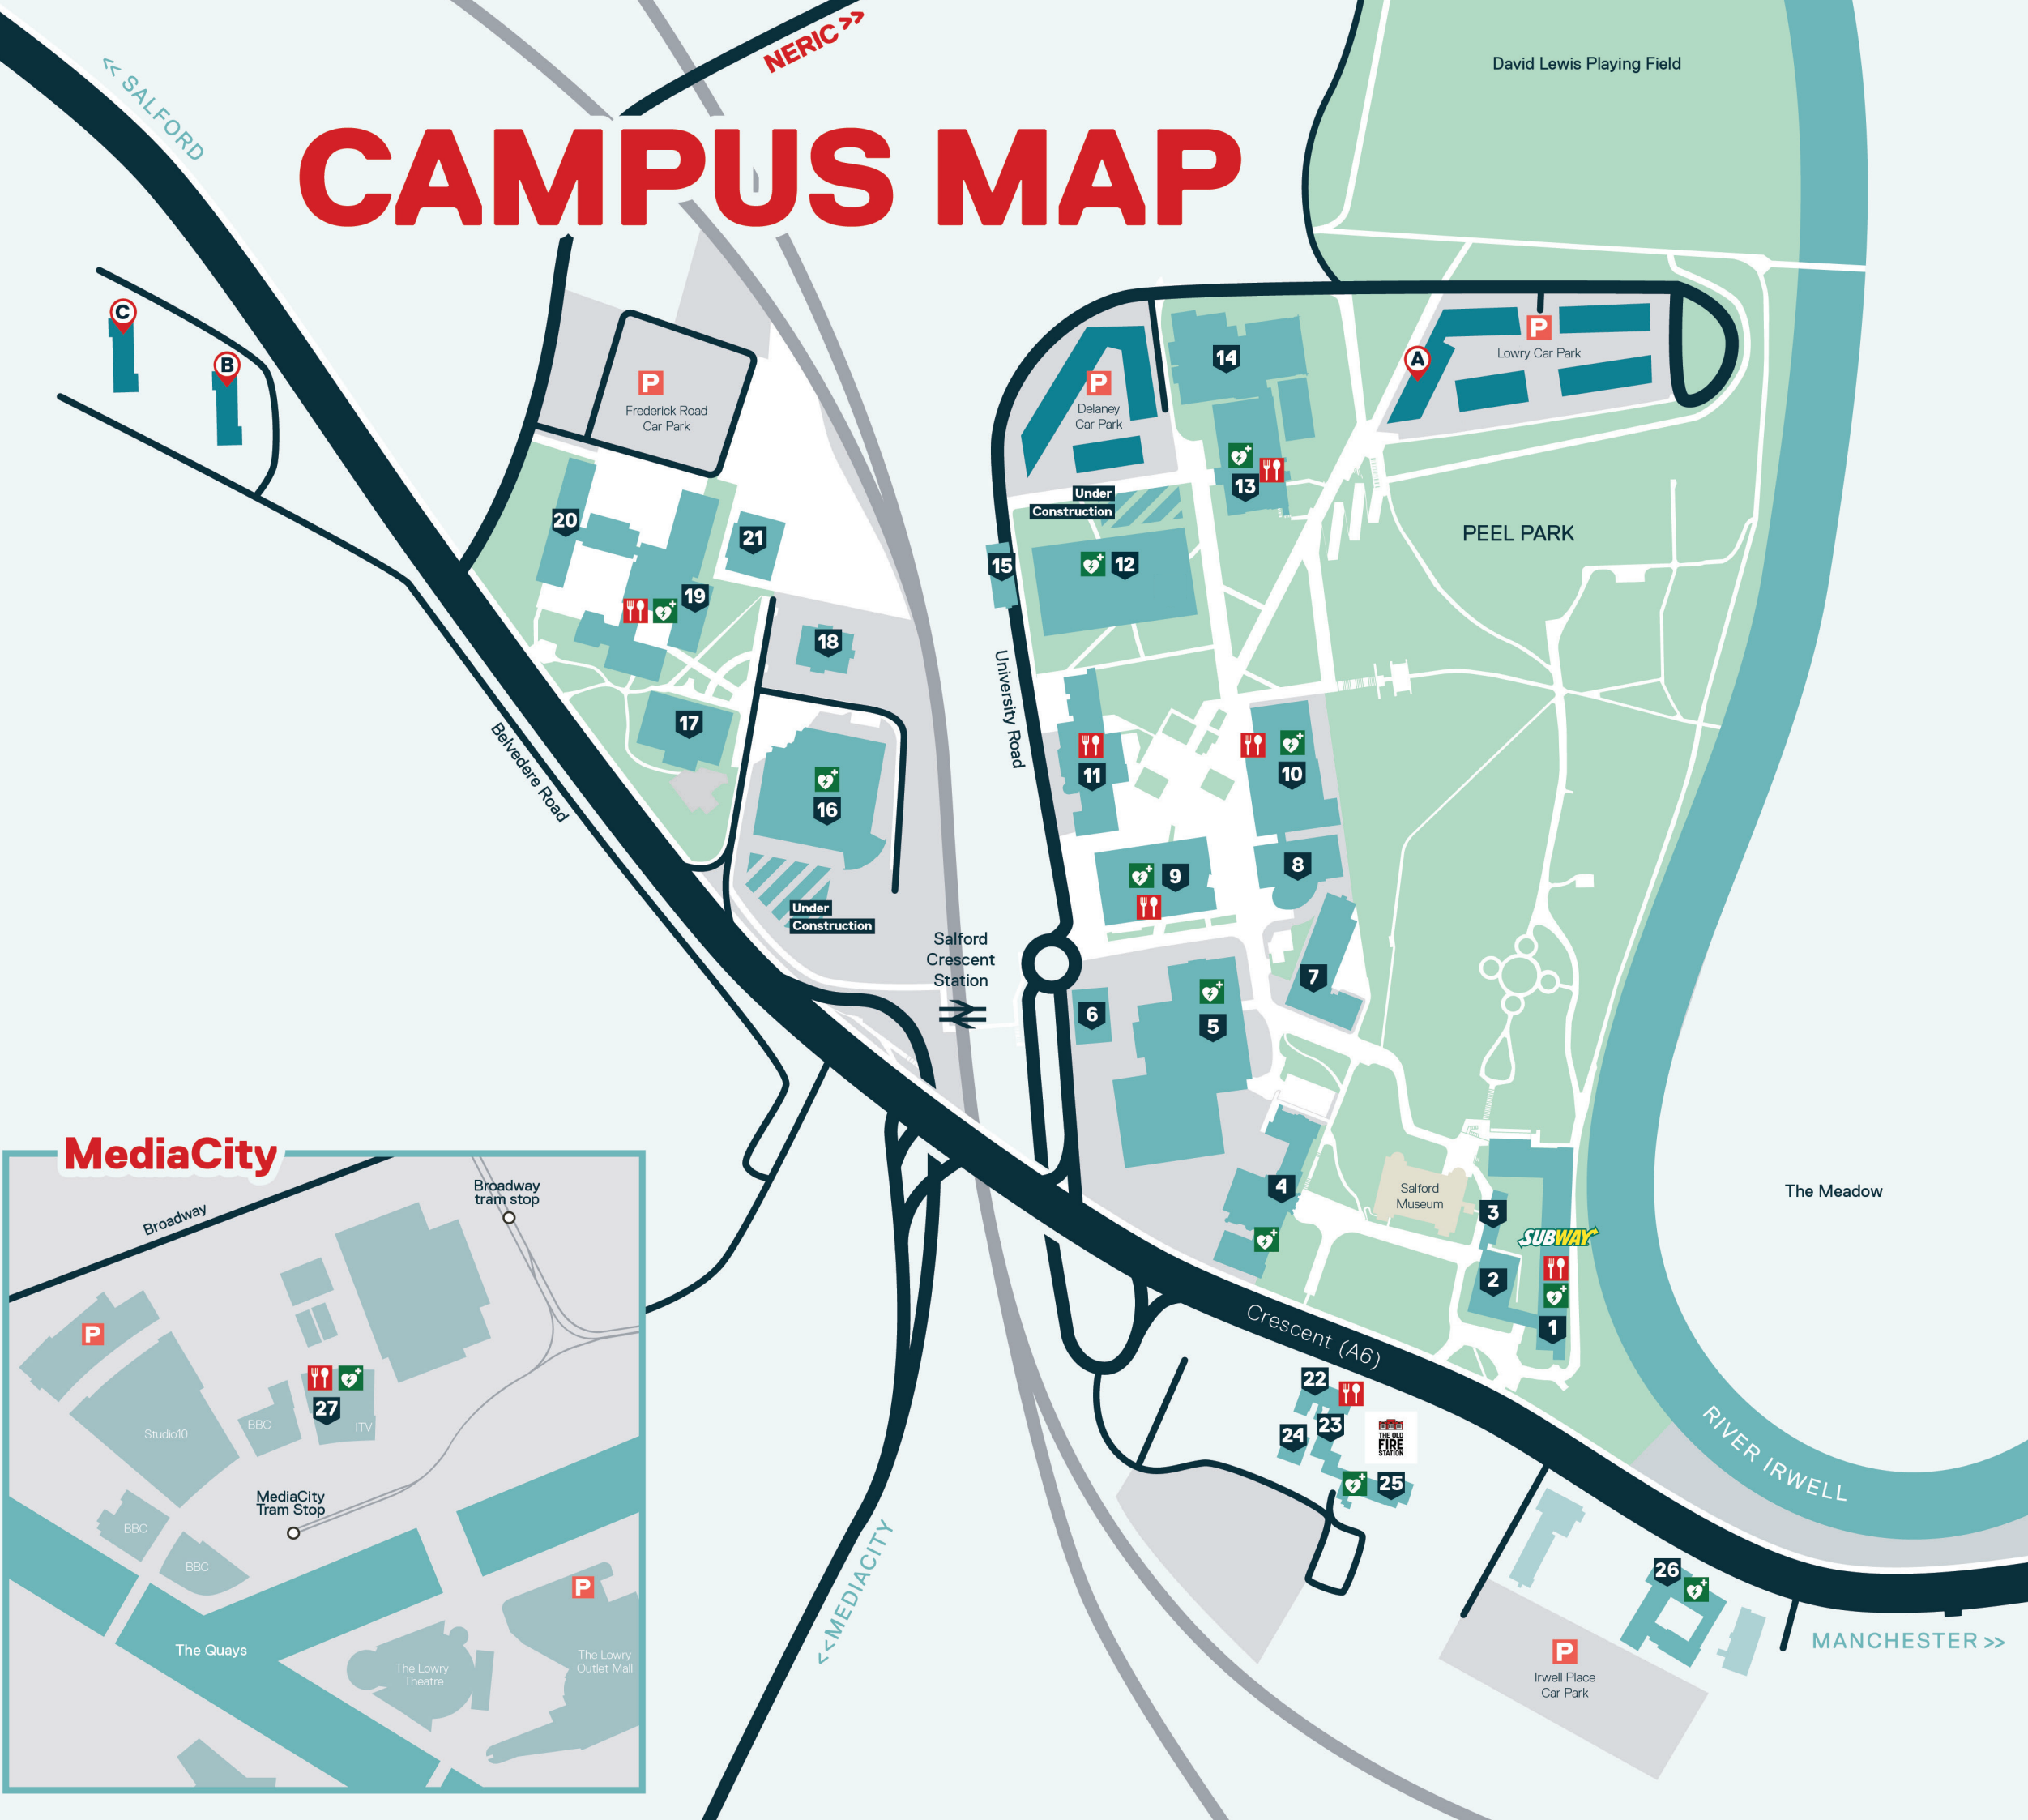 CAMPUS MAP
NERIC >>
<< SALFORD
David Lewis Playing Field
C
B
P
Frederick Road
Car Park
P
Delaney
Car Park
14
A
P
Lowry Car Park
13
Under
Construction
PEEL PARK
20
21
15
12
19
18
University Road
17
Belvedere Road
11
10
16
9
8
Under
Construction
Salford
Crescent
Station
7
6
5
4
Salford
Museum
3
SUBWAY
2
1
The Meadow
Crescent (A6)
RIVER IRWELL
22
23
24
THE OLD
FIRE
STATION
25
26
P
Irwell Place
Car Park
MANCHESTER >>
<<MEDIACITY
MediaCity
Broadway
Broadway
tram stop
P
27
BBC
ITV
Studio10
MediaCity
Tram Stop
BBC
BBC
P
The Quays
The Lowry
Theatre
The Lowry
Outlet Mall